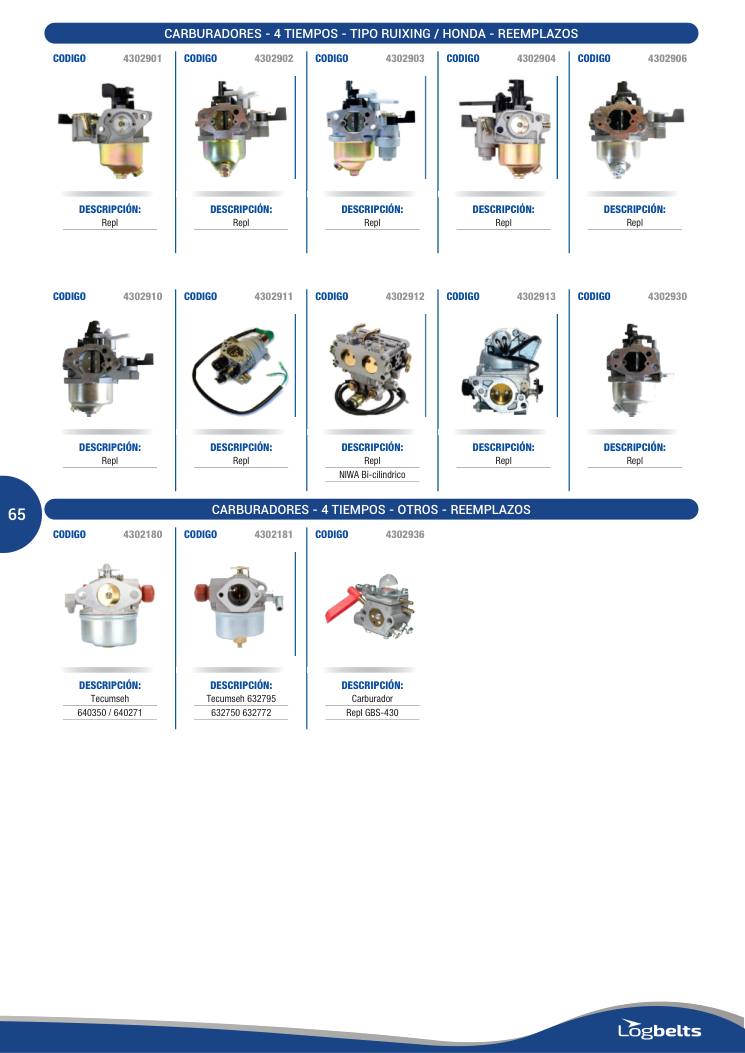 CARBURADORES - 4 TIEMPOS - TIPO RUIXING / HONDA - REEMPLAZOS
CODIGO 4302901
DESCRIPCIÓN:
Repl
CODIGO 4302902
DESCRIPCIÓN:
Repl
CODIGO 4302903
DESCRIPCIÓN:
Repl
CODIGO 4302904
DESCRIPCIÓN:
Repl
CODIGO 4302906
DESCRIPCIÓN:
Repl
CODIGO 4302910
DESCRIPCIÓN:
Repl
CODIGO 4302911
DESCRIPCIÓN:
Repl
CODIGO 4302912
DESCRIPCIÓN:
Repl
NIWA Bi-cilindrico
CODIGO 4302913
DESCRIPCIÓN:
Repl
CODIGO 4302930
DESCRIPCIÓN:
Repl
65
CARBURADORES - 4 TIEMPOS - OTROS - REEMPLAZOS
CODIGO 4302180
DESCRIPCIÓN:
Tecumseh
640350 / 640271
CODIGO 4302181
DESCRIPCIÓN:
Tecumseh 632795
632750 632772
CODIGO 4302936
DESCRIPCIÓN:
Carburador
Repl GBS-430
Logbelts